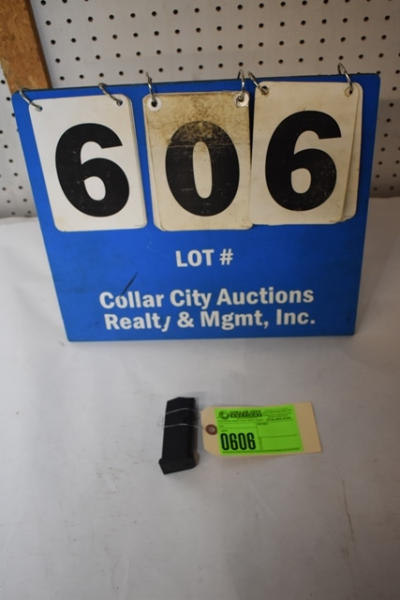 606
LOT #
Collar City Auctions
Realty & Mgmt, Inc.
0606